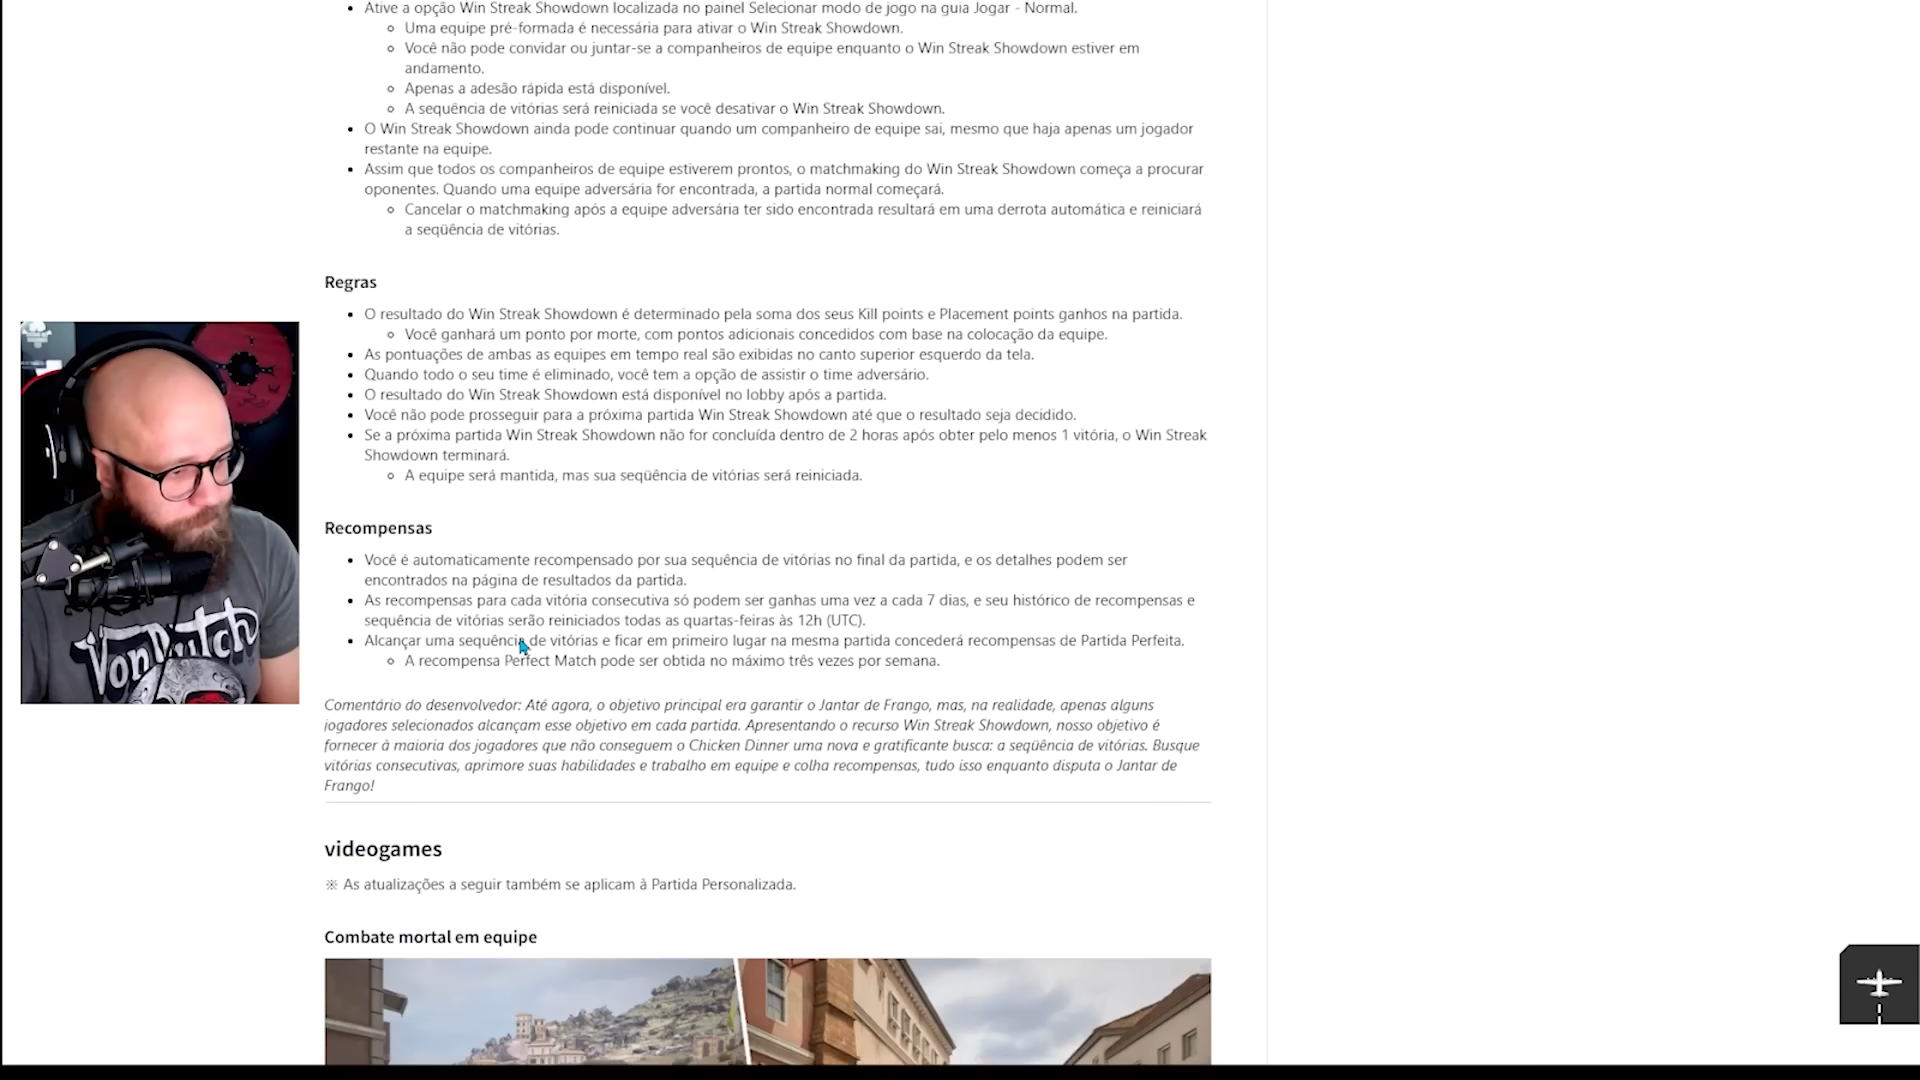 Ative a opção Win Streak Showdown localizada no painel Selecionar modo de jogo na guia Jogar - Normal.
Uma equipe pré-formada é necessária para ativar o Win Streak Showdown.
Você não pode convidar ou juntar-se a companheiros de equipe enquanto o Win Streak Showdown estiver em
andamento.
Apenas a adesão rápida está disponível.
A sequência de vitórias será reiniciada se você desativar o Win Streak Showdown.
O Win Streak Showdown ainda pode continuar quando um companheiro de equipe sai, mesmo que haja apenas um jogador
restante na equipe.
Assim que todos os companheiros de equipe estiverem prontos, o matchmaking do Win Streak Showdown começa a procurar
oponentes. Quando uma equipe adversária for encontrada, a partida normal começará.
Cancelar o matchmaking após a equipe adversária ter sido encontrada resultará em uma derrota automática e reiniciará
a seqüência de vitórias.
Regras
O resultado do Win Streak Showdown é determinado pela soma dos seus Kill points e Placement points ganhos na partida.
Você ganhará um ponto por morte, com pontos adicionais concedidos com base na colocação da equipe.
As pontuações de ambas as equipes em tempo real são exibidas no canto superior esquerdo da tela.
Quando todo o seu time é eliminado, você tem a opção de assistir o time adversário.
O resultado do Win Streak Showdown está disponível no lobby após a partida.
Você não pode prosseguir para a próxima partida Win Streak Showdown até que o resultado seja decidido.
Se a próxima partida Win Streak Showdown não for concluída dentro de 2 horas após obter pelo menos 1 vitória, o Win Streak
Showdown terminará.
A equipe será mantida, mas sua seqüência de vitórias será reiniciada.
Recompensas
Você é automaticamente recompensado por sua sequência de vitórias no final da partida, e os detalhes podem ser
encontrados na página de resultados da partida.
As recompensas para cada vitória consecutiva só podem ser ganhas uma vez a cada 7 dias, e seu histórico de recompensas e
sequência de vitórias serão reiniciados todas as quartas-feiras às 12h (UTC).
Alcançar uma sequência de vitórias e ficar em primeiro lugar na mesma partida concederá recompensas de Partida Perfeita.
A recompensa Perfect Match pode ser obtida no máximo três vezes por semana.
Comentário do desenvolvedor: Até agora, o objetivo principal era garantir o Jantar de Frango, mas, na realidade, apenas alguns
jogadores selecionados alcançam esse objetivo em cada partida. Apresentando o recurso Win Streak Showdown, nosso objetivo é
fornecer à maioria dos jogadores que não conseguem o Chicken Dinner uma nova e gratificante busca: a seqüência de vitórias. Busque
vitórias consecutivas, aprimore suas habilidades e trabalho em equipe e colha recompensas, tudo isso enquanto disputa o Jantar de
Frango!
videogames
※ As atualizações a seguir também se aplicam à Partida Personalizada.
Combate mortal em equipe
Von Dutch